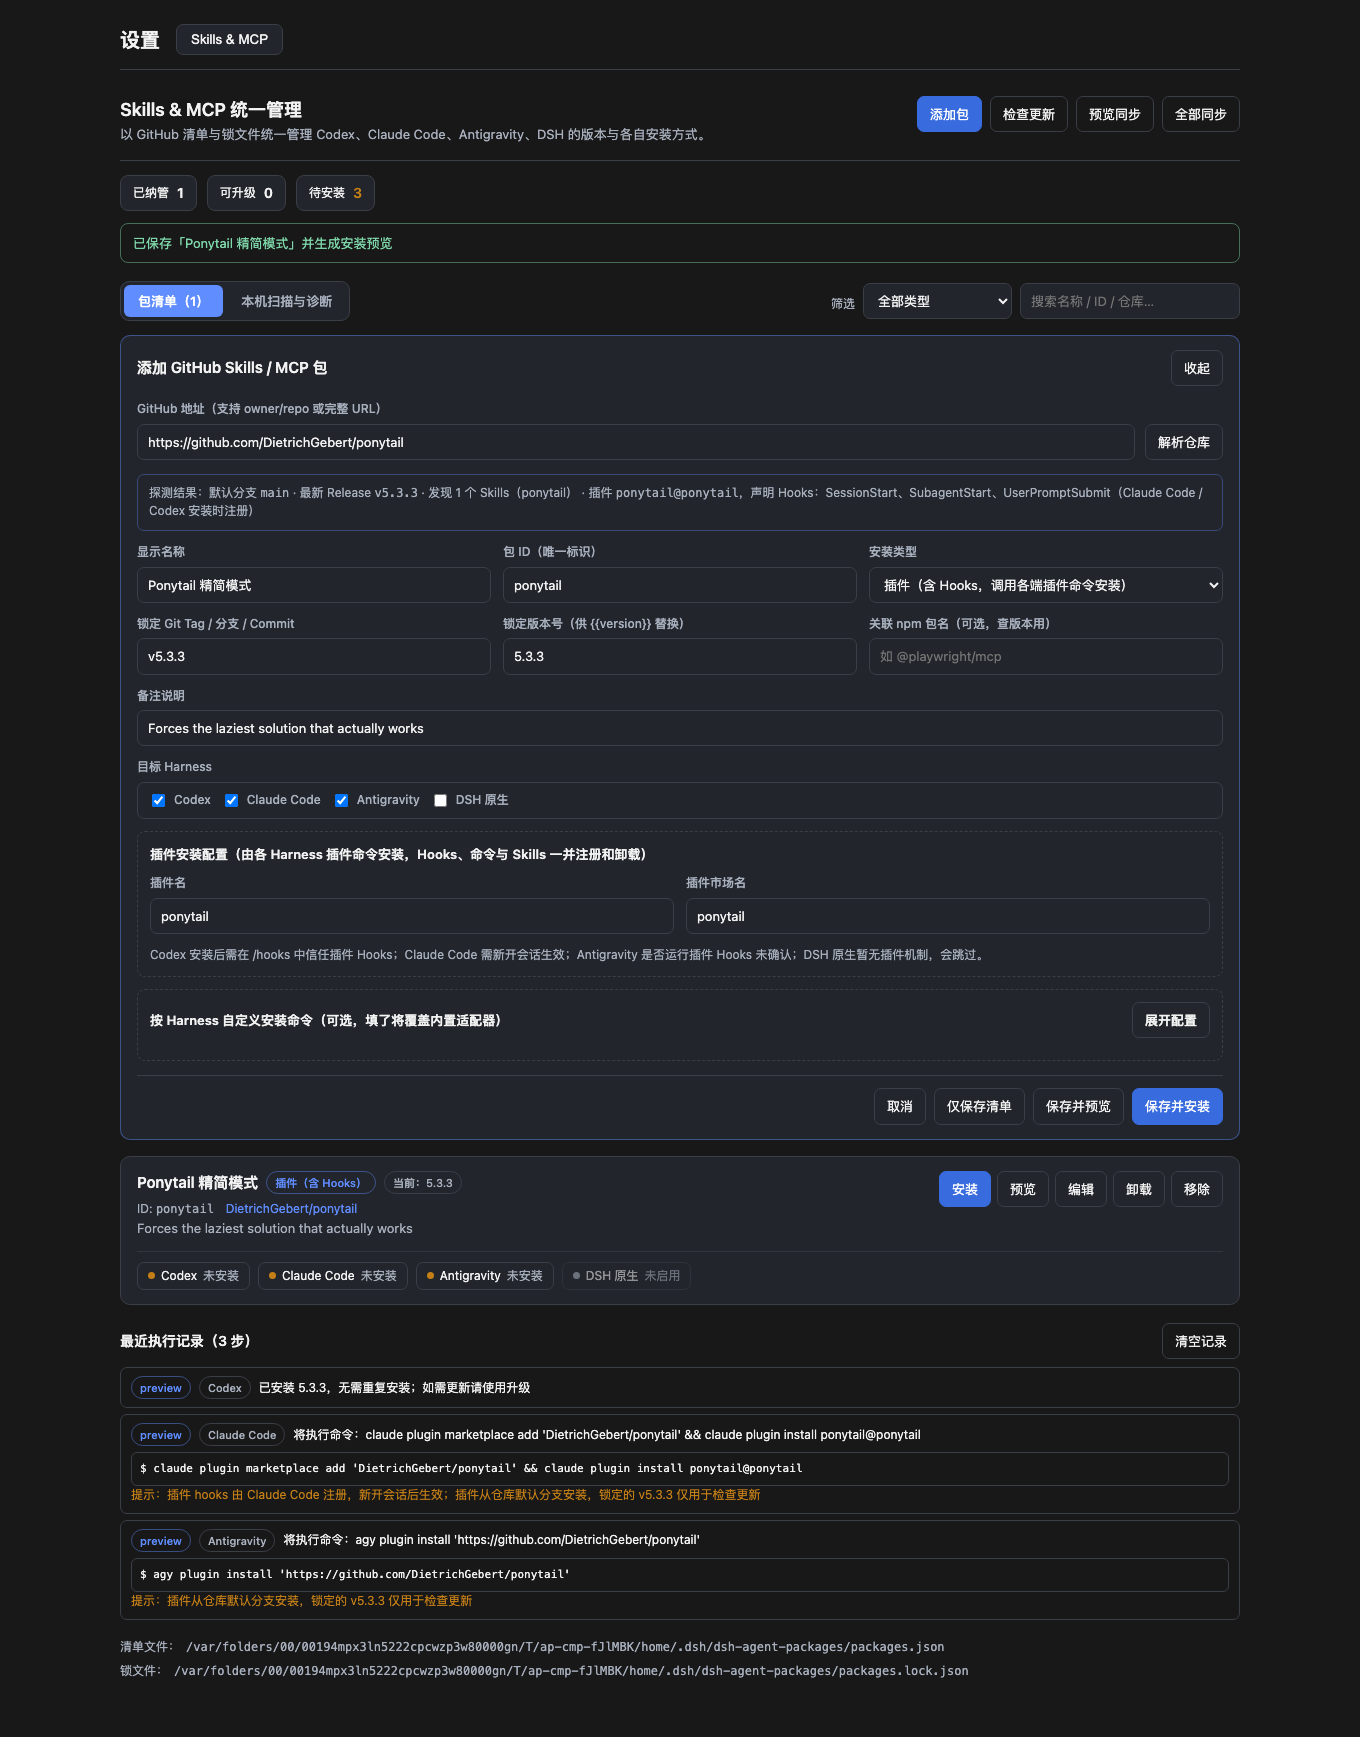 设置 Skills & MCP
Skills & MCP 统一管理
以 GitHub 清单与锁文件统一管理 Codex、Claude Code、Antigravity、DSH 的版本与各自安装方式。
添加包 检查更新 预览同步 全部同步
已纳管 1 可升级 0 待安装 3
已保存「Ponytail 精简模式」并生成安装预览
包清单（1） 本机扫描与诊断 筛选 全部类型 搜索名称 / ID / 仓库…
添加 GitHub Skills / MCP 包 收起
GitHub 地址（支持 owner/repo 或完整 URL）
https://github.com/DietrichGebert/ponytail 解析仓库
探测结果：默认分支 main · 最新 Release v5.3.3 · 发现 1 个 Skills（ponytail） · 插件 ponytail@ponytail，声明 Hooks：SessionStart、SubagentStart、UserPromptSubmit（Claude Code /
Codex 安装时注册）
显示名称 包 ID（唯一标识） 安装类型
Ponytail 精简模式 ponytail 插件（含 Hooks，调用各端插件命令安装）
锁定 Git Tag / 分支 / Commit 锁定版本号（供 {{version}} 替换） 关联 npm 包名（可选，查版本用）
v5.3.3 5.3.3 如 @playwright/mcp
备注说明
Forces the laziest solution that actually works
目标 Harness
Codex Claude Code Antigravity DSH 原生
插件安装配置（由各 Harness 插件命令安装，Hooks、命令与 Skills 一并注册和卸载）
插件名 插件市场名
ponytail ponytail
Codex 安装后需在 /hooks 中信任插件 Hooks；Claude Code 需新开会话生效；Antigravity 是否运行插件 Hooks 未确认；DSH 原生暂无插件机制，会跳过。
按 Harness 自定义安装命令（可选，填了将覆盖内置适配器） 展开配置
取消 仅保存清单 保存并预览 保存并安装
Ponytail 精简模式 插件（含 Hooks） 当前：5.3.3 安装 预览 编辑 卸载 移除
ID: ponytail DietrichGebert/ponytail
Forces the laziest solution that actually works
Codex 未安装 Claude Code 未安装 Antigravity 未安装 DSH 原生 未启用
最近执行记录（3 步） 清空记录
preview Codex 已安装 5.3.3，无需重复安装；如需更新请使用升级
preview Claude Code 将执行命令：claude plugin marketplace add 'DietrichGebert/ponytail' && claude plugin install ponytail@ponytail
$ claude plugin marketplace add 'DietrichGebert/ponytail' && claude plugin install ponytail@ponytail
提示：插件 hooks 由 Claude Code 注册，新开会话后生效；插件从仓库默认分支安装，锁定的 v5.3.3 仅用于检查更新
preview Antigravity 将执行命令：agy plugin install 'https://github.com/DietrichGebert/ponytail'
$ agy plugin install 'https://github.com/DietrichGebert/ponytail'
提示：插件从仓库默认分支安装，锁定的 v5.3.3 仅用于检查更新
清单文件： /var/folders/00/00194mpx3ln5222cpcwzp3w80000gn/T/ap-cmp-fJlMBK/home/.dsh/dsh-agent-packages/packages.json
锁文件： /var/folders/00/00194mpx3ln5222cpcwzp3w80000gn/T/ap-cmp-fJlMBK/home/.dsh/dsh-agent-packages/packages.lock.json